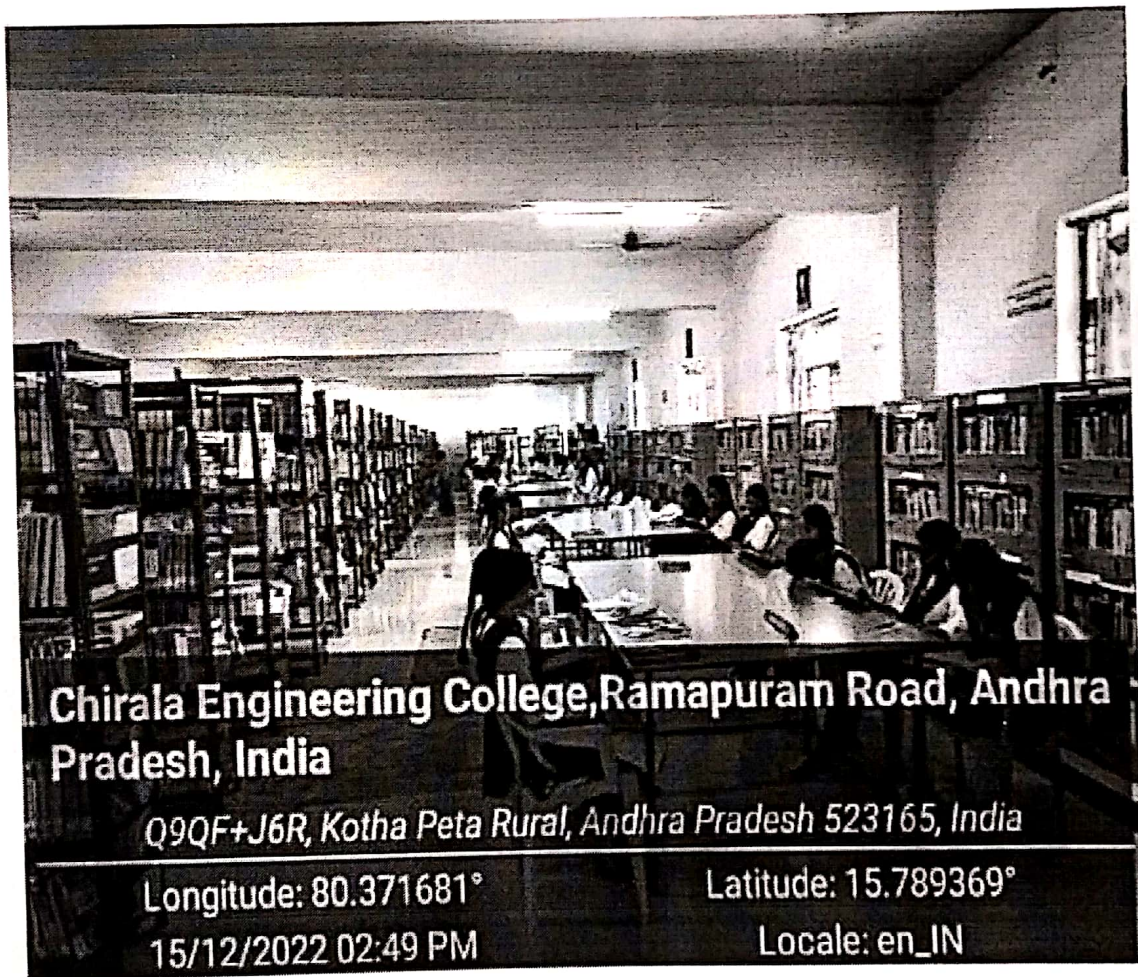 Chirala Engineering College,Ramapuram Road, Andhra
Pradesh, India
Q9QF+J6R, Kotha Peta Rural, Andhra Pradesh 523165, India
Longitude: 80.371681°
Latitude: 15.789369°
15/12/2022 02:49 PM
Locale: en_IN